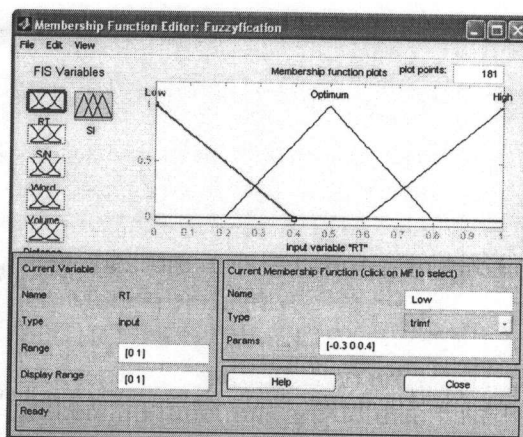 Membership Function Editor: Fuzzyfication
File Edit View
FIS Variables
Membership function plots plot points: 181
RT
SI
S/N
Word
Volume
Distance
Low
Optimum
High
1
0.5
0
0 0.1 0.2 0.3 0.4 0.5 0.6 0.7 0.8 0.9 1
input variable "RT"
Current Variable
Name RT
Type input
Range [0 1]
Display Range [0 1]
Current Membership Function (click on MF to select)
Name Low
Type trimf
Params [-0.3 0 0.4]
Help Close
Ready